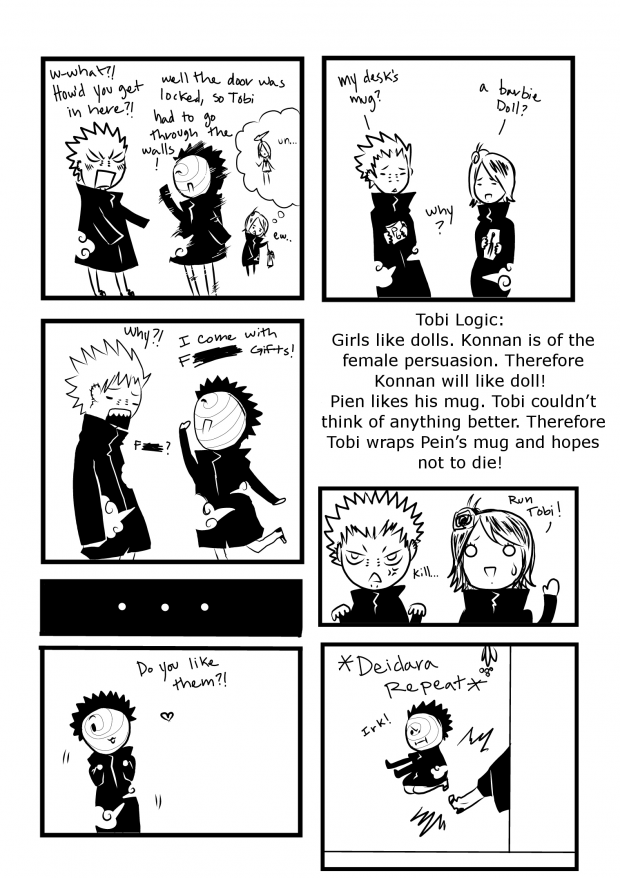 w-what?!
How'd you get
in here?!
well the door was
locked, so Tobi
had to go
through the
walls
!
un...
ew..
Why?!
I come with
F Gifts!
F ?
. . .
Do you like
them?!
my desk's
mug?
a barbie
Doll?
why
?
Tobi Logic:
Girls like dolls. Konnan is of the
female persuasion. Therefore
Konnan will like doll!
Pien likes his mug. Tobi couldn't
think of anything better. Therefore
Tobi wraps Pein's mug and hopes
not to die!
Kill...
Run
Tobi!
*Deidara
Repeat*
Irk!